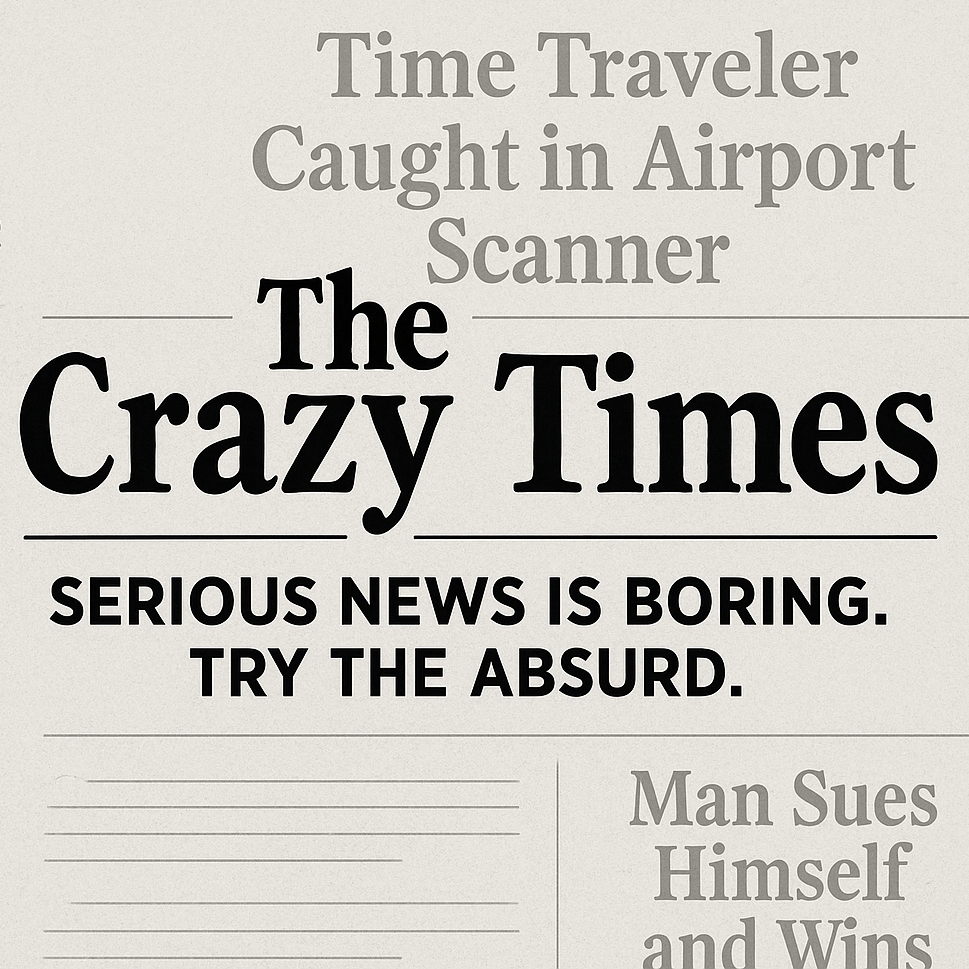 Time Traveler
Caught in Airport
Scanner
The
Crazy Times
SERIOUS NEWS IS BORING.
TRY THE ABSURD.
Man Sues
Himself
and Wins